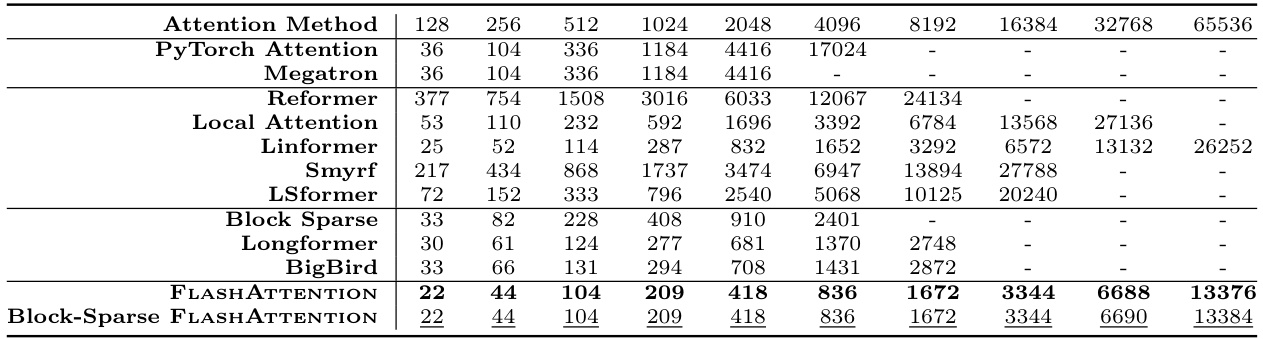 Attention Method 128 256 512 1024 2048 4096 8192 16384 32768 65536
PyTorch Attention 36 104 336 1184 4416 17024 - - - -
Megatron 36 104 336 1184 4416 - - - - -
Reformer 377 754 1508 3016 6033 12067 24134 - - -
Local Attention 53 110 232 592 1696 3392 6784 13568 27136 -
Linformer 25 52 114 287 832 1652 3292 6572 13132 26252
Smyrf 217 434 868 1737 3474 6947 13894 27788 - -
LSformer 72 152 333 796 2540 5068 10125 20240 - -
Block Sparse 33 82 228 408 910 2401 - - - -
Longformer 30 61 124 277 681 1370 2748 - - -
BigBird 33 66 131 294 708 1431 2872 - - -
FlashAttention 22 44 104 209 418 836 1672 3344 6688 13376
Block-Sparse FlashAttention 22 44 104 209 418 836 1672 3344 6690 13384